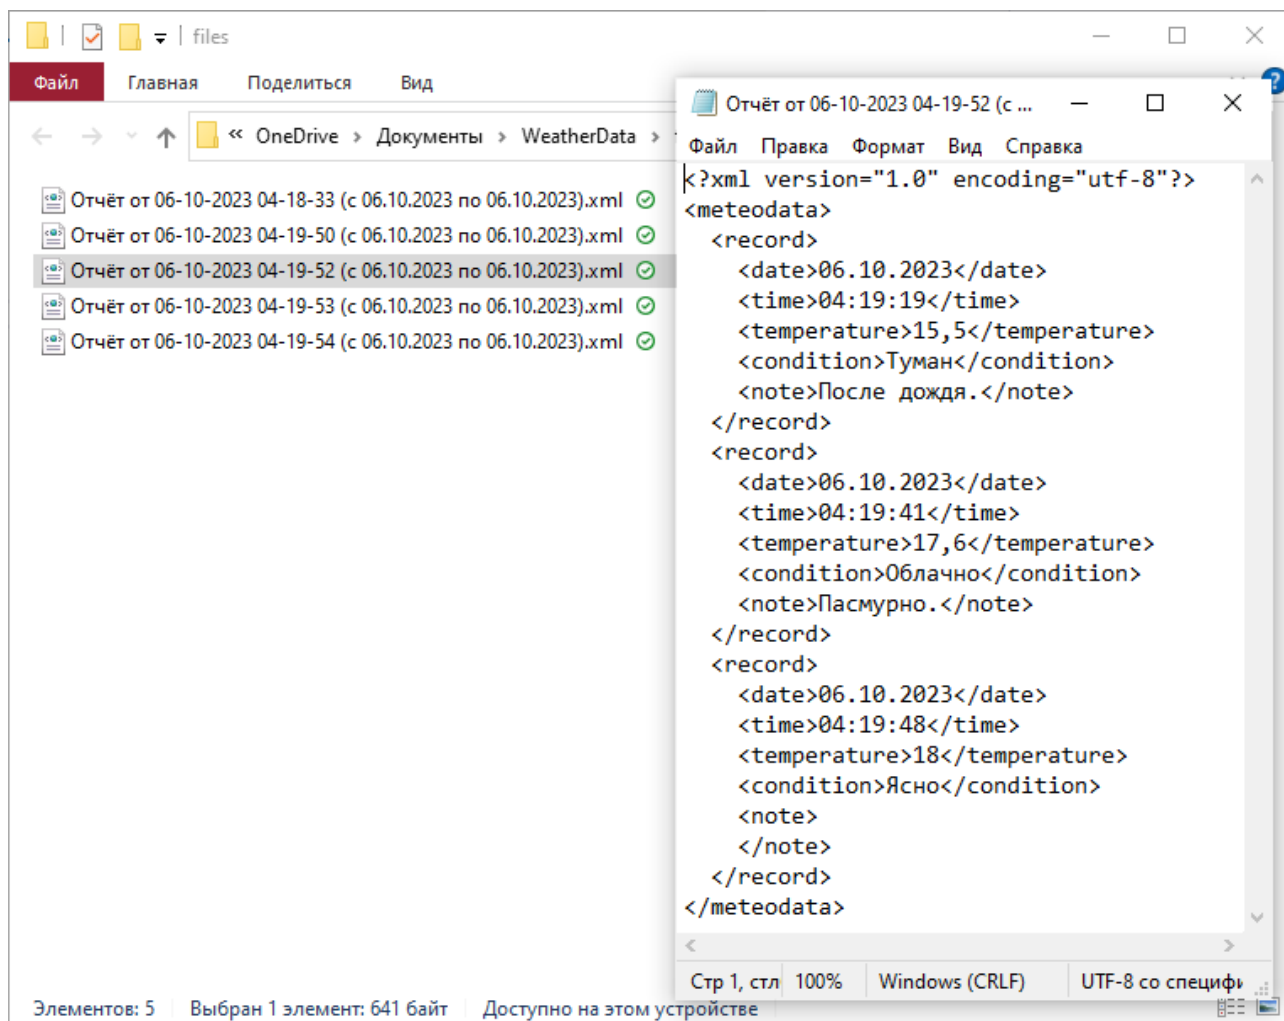 files
Файл Главная Поделиться Вид
« OneDrive › Документы › WeatherData ›
Отчёт от 06-10-2023 04-18-33 (с 06.10.2023 по 06.10.2023).xml
Отчёт от 06-10-2023 04-19-50 (с 06.10.2023 по 06.10.2023).xml
Отчёт от 06-10-2023 04-19-52 (с 06.10.2023 по 06.10.2023).xml
Отчёт от 06-10-2023 04-19-53 (с 06.10.2023 по 06.10.2023).xml
Отчёт от 06-10-2023 04-19-54 (с 06.10.2023 по 06.10.2023).xml
Элементов: 5 Выбран 1 элемент: 641 байт Доступно на этом устройстве
Отчёт от 06-10-2023 04-19-52 (с ...
Файл Правка Формат Вид Справка
<?xml version="1.0" encoding="utf-8"?>
<meteodata>
  <record>
    <date>06.10.2023</date>
    <time>04:19:19</time>
    <temperature>15,5</temperature>
    <condition>Туман</condition>
    <note>После дождя.</note>
  </record>
  <record>
    <date>06.10.2023</date>
    <time>04:19:41</time>
    <temperature>17,6</temperature>
    <condition>Облачно</condition>
    <note>Пасмурно.</note>
  </record>
  <record>
    <date>06.10.2023</date>
    <time>04:19:48</time>
    <temperature>18</temperature>
    <condition>Ясно</condition>
    <note>
    </note>
  </record>
</meteodata>
Стр 1, стл 100% Windows (CRLF) UTF-8 со специфи